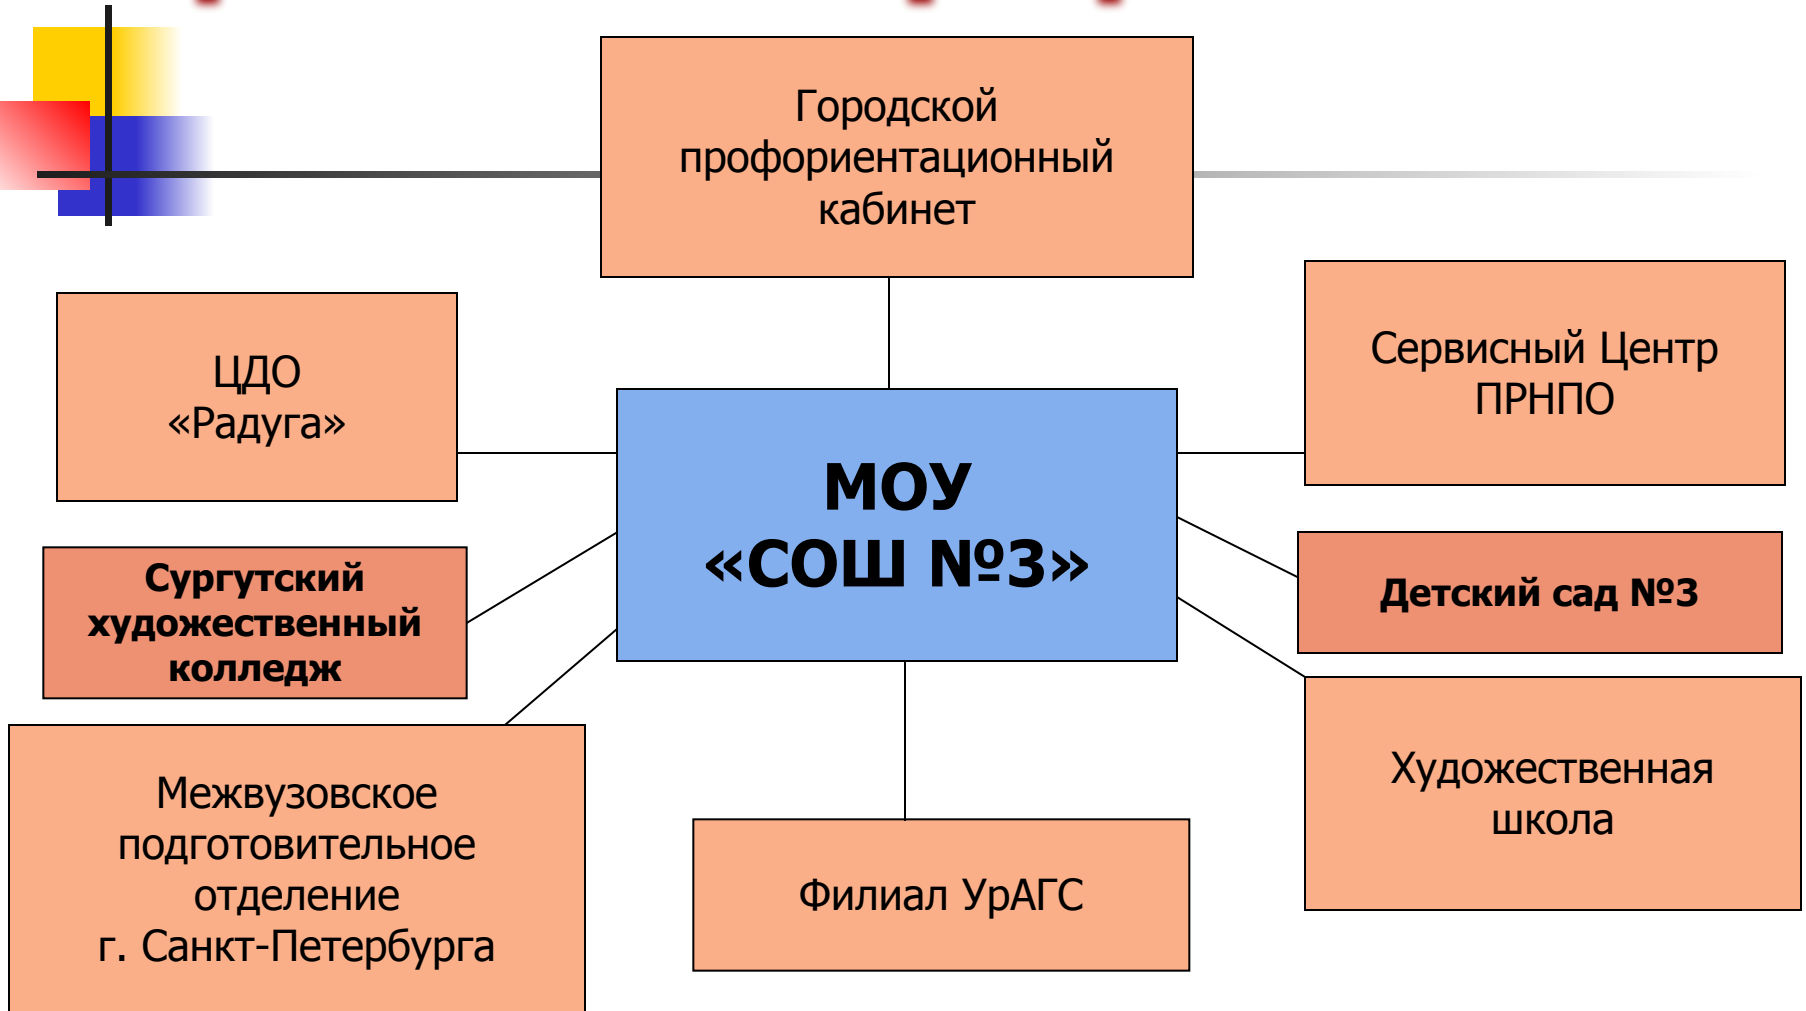 Городской
профориентационный
кабинет
ЦДО
«Радуга»
Сервисный Центр
ПРНПО
МОУ
«СОШ №3»
Сургутский
художественный
колледж
Детский сад №3
Межвузовское
подготовительное
отделение
г. Санкт-Петербурга
Филиал УрАГС
Художественная
школа